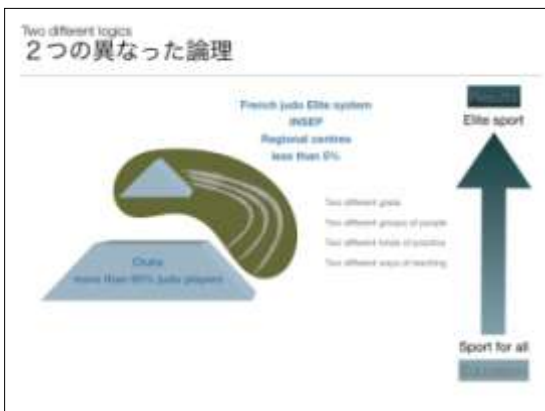 Two different logics
2つの異なった論理
French judo Elite system
INSEP
Regional centres
less than 5%
Elite sport
Two different goals
Two different groups of people
Two different kinds of practice
Two different ways of teaching
Clubs
more than 95% judo players
Sport for all